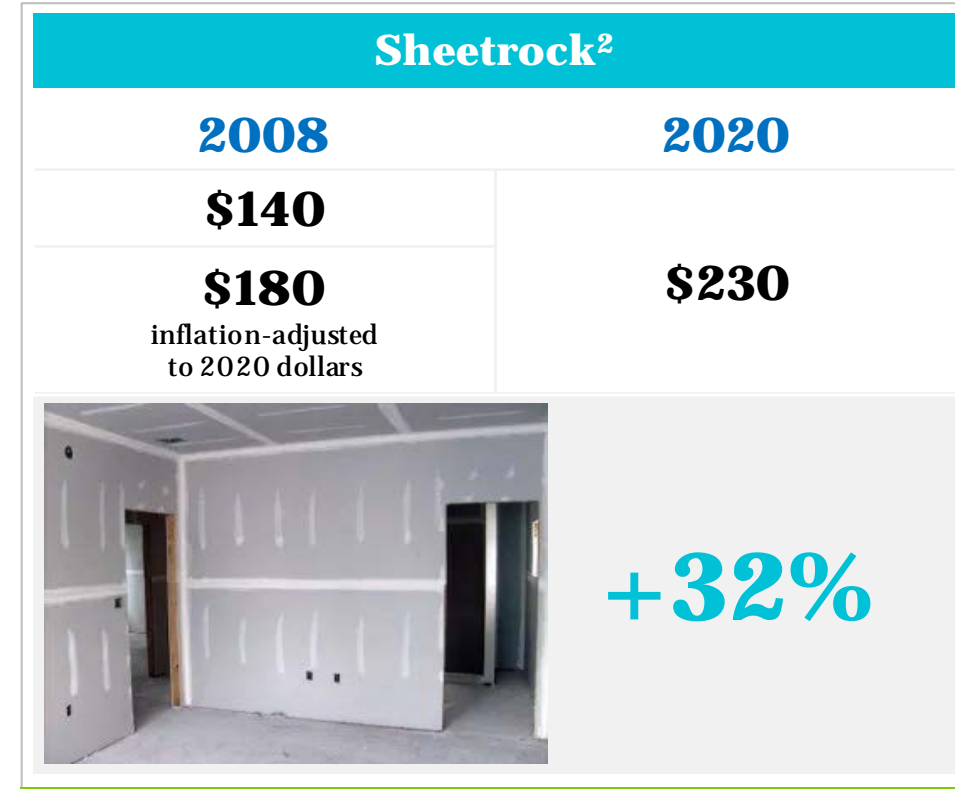 Sheetrock²
2008
2020
$140
$180
inflation-adjusted
to 2020 dollars
$230
+32%